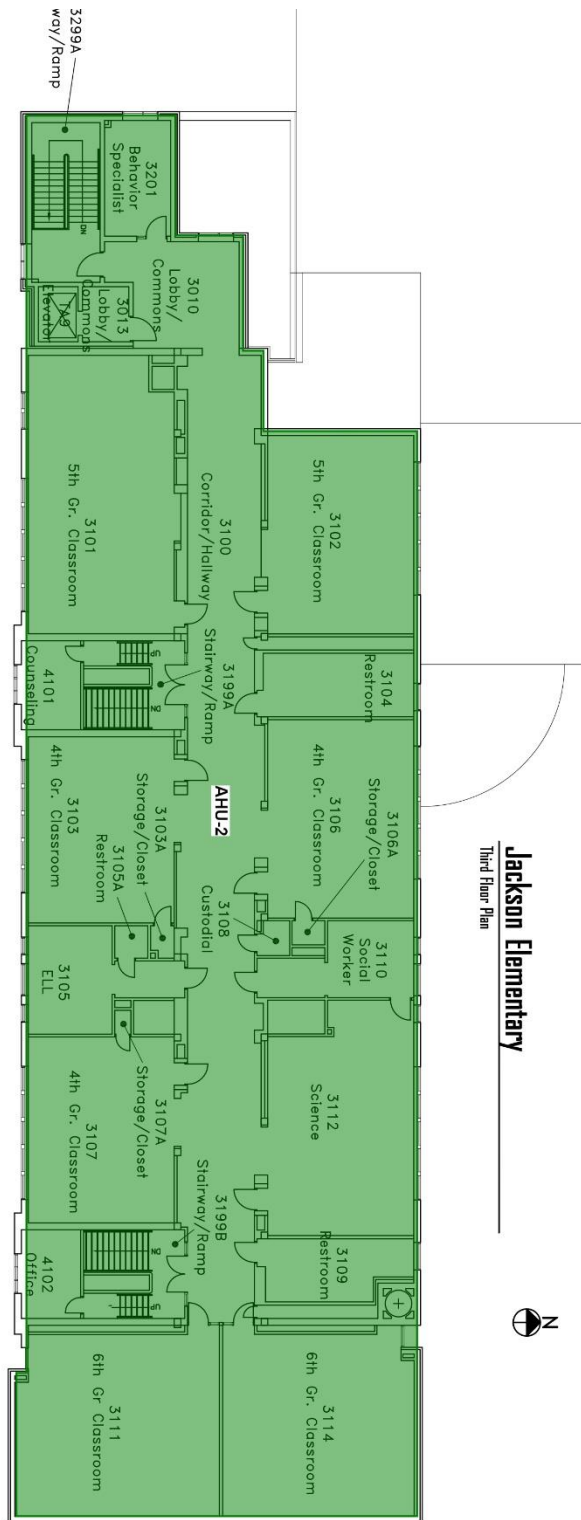 Jackson Elementary
Third Floor Plan
N
3299A
way/Ramp
DN
3201
Behavior
Specialist
3010
Lobby/
Commons
3013
Lobby/
Commons
TAG
Elevator
3101
5th Gr. Classroom
3100
Corridor/Hallway
3102
5th Gr. Classroom
3104
Restroom
3199A
Stairway/Ramp
UP
DN
4101
Counseling
3106
4th Gr. Classroom
3106A
Storage/Closet
AHU-2
3103
4th Gr. Classroom
3103A
Storage/Closet
3105A
Restroom
3108
Custodial
3110
Social
Worker
3105
ELL
3107A
Storage/Closet
3107
4th Gr. Classroom
3112
Science
3199B
Stairway/Ramp
DN
UP
3109
Restroom
4102
Office
3111
6th Gr Classroom
3114
6th Gr. Classroom